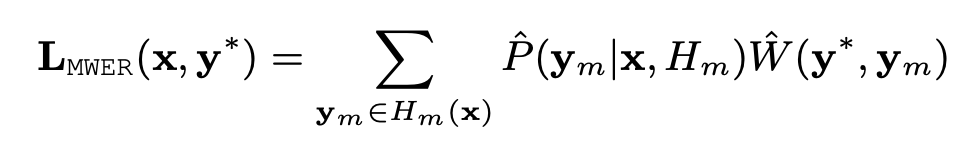 L_MWER(x, y*) = ∑_{y_m ∈ H_m(x)} P̂(y_m|x, H_m)Ŵ(y*, y_m)